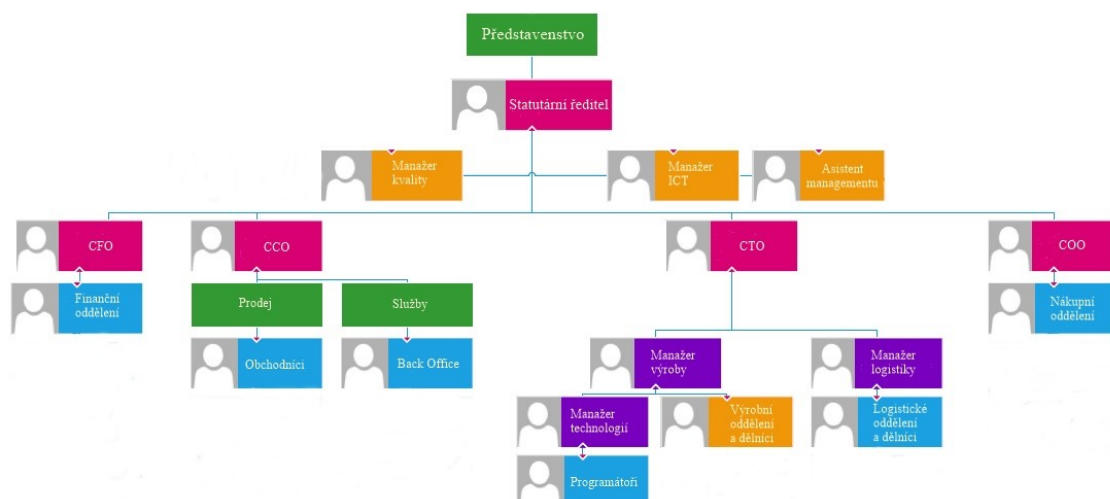 Představenstvo
Statutární ředitel
Manažer
kvality
Manažer
ICT
Asistent
managementu
CFO
CCO
CTO
COO
Finanční
oddělení
Prodej
Služby
Nákupní
oddělení
Obchodníci
Back Office
Manažer
výroby
Manažer
logistiky
Manažer
technologií
Výrobní
oddělení
a dělníci
Logistické
oddělení
a dělníci
Programátoři